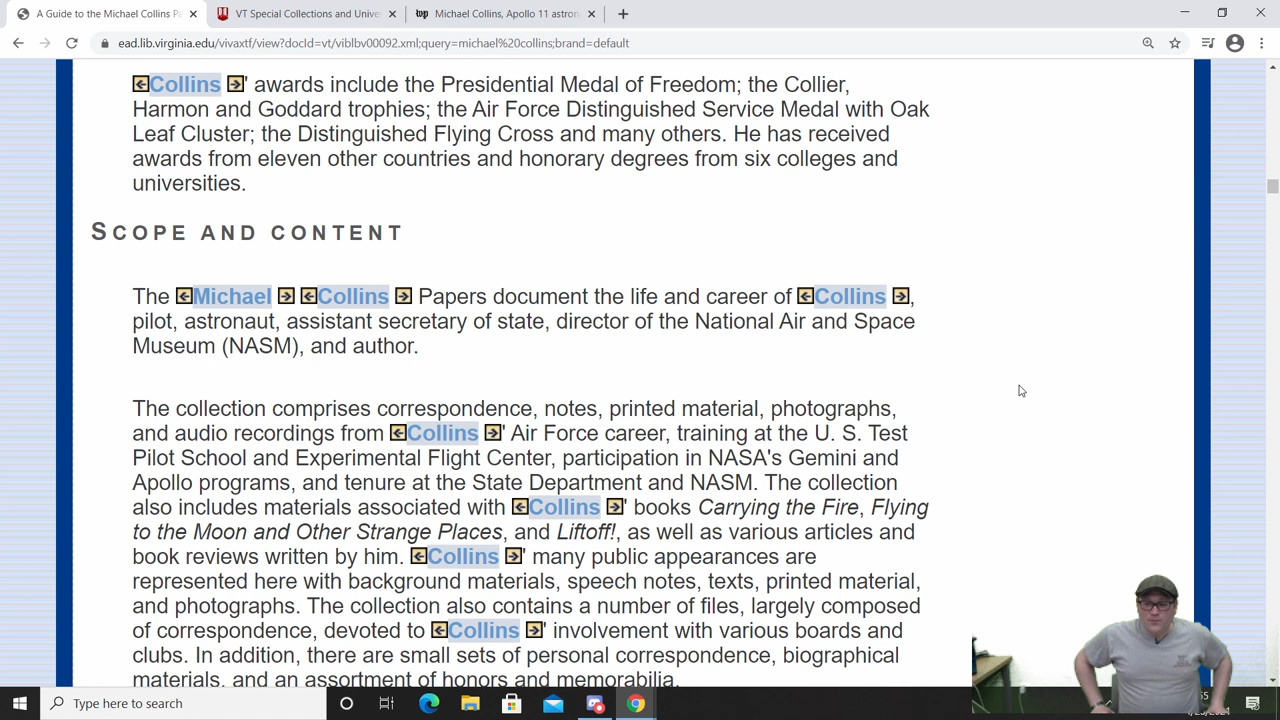 A Guide to the Michael Collins Pa
VT Special Collections and Unive
wp Michael Collins, Apollo 11 astron
ead.lib.virginia.edu/vivaxtf/view?docId=vt/viblbv00092.xml;query=michael%20collins;brand=default
Collins ' awards include the Presidential Medal of Freedom; the Collier,
Harmon and Goddard trophies; the Air Force Distinguished Service Medal with Oak
Leaf Cluster; the Distinguished Flying Cross and many others. He has received
awards from eleven other countries and honorary degrees from six colleges and
universities.
SCOPE AND CONTENT
The Michael Collins Papers document the life and career of Collins ,
pilot, astronaut, assistant secretary of state, director of the National Air and Space
Museum (NASM), and author.
The collection comprises correspondence, notes, printed material, photographs,
and audio recordings from Collins ' Air Force career, training at the U. S. Test
Pilot School and Experimental Flight Center, participation in NASA's Gemini and
Apollo programs, and tenure at the State Department and NASM. The collection
also includes materials associated with Collins ' books Carrying the Fire, Flying
to the Moon and Other Strange Places, and Liftoff!, as well as various articles and
book reviews written by him. Collins ' many public appearances are
represented here with background materials, speech notes, texts, printed material,
and photographs. The collection also contains a number of files, largely composed
of correspondence, devoted to Collins ' involvement with various boards and
clubs. In addition, there are small sets of personal correspondence, biographical
materials, and an assortment of honors and memorabilia.
Type here to search